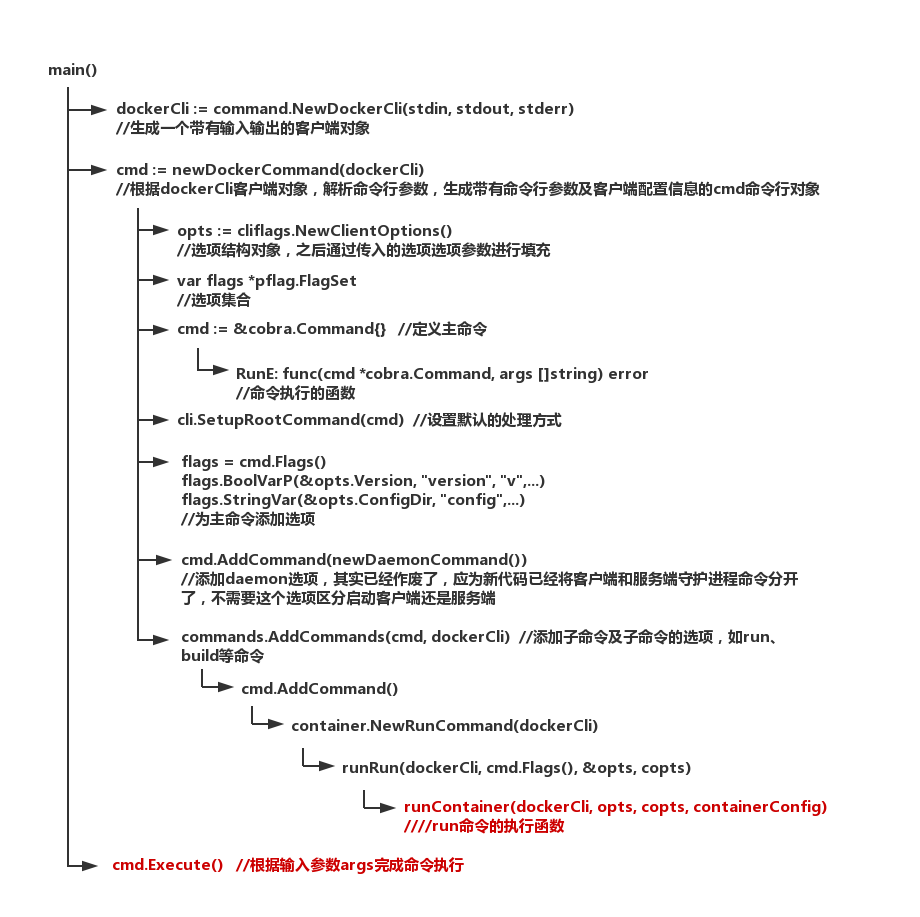 main()
dockerCli := command.NewDockerCli(stdin, stdout, stderr)
//生成一个带有输入输出的客户端对象
cmd := newDockerCommand(dockerCli)
//根据dockerCli客户端对象，解析命令行参数，生成带有命令行参数及客户端配置信息的cmd命令行对象
opts := cliflags.NewClientOptions()
//选项结构对象，之后通过传入的选项选项参数进行填充
var flags *pflag.FlagSet
//选项集合
cmd := &cobra.Command{} //定义主命令
RunE: func(cmd *cobra.Command, args []string) error
//命令执行的函数
cli.SetupRootCommand(cmd) //设置默认的处理方式
flags = cmd.Flags()
flags.BoolVarP(&opts.Version, "version", "v",...)
flags.StringVar(&opts.ConfigDir, "config",...)
//为主命令添加选项
cmd.AddCommand(newDaemonCommand())
//添加daemon选项，其实已经作废了，应为新代码已经将客户端和服务端守护进程命令分开
了，不需要这个选项区分启动客户端还是服务端
commands.AddCommands(cmd, dockerCli) //添加子命令及子命令的选项，如run、
build等命令
cmd.AddCommand()
container.NewRunCommand(dockerCli)
runRun(dockerCli, cmd.Flags(), &opts, copts)
runContainer(dockerCli, opts, copts, containerConfig)
////run命令的执行函数
cmd.Execute() //根据输入参数args完成命令执行